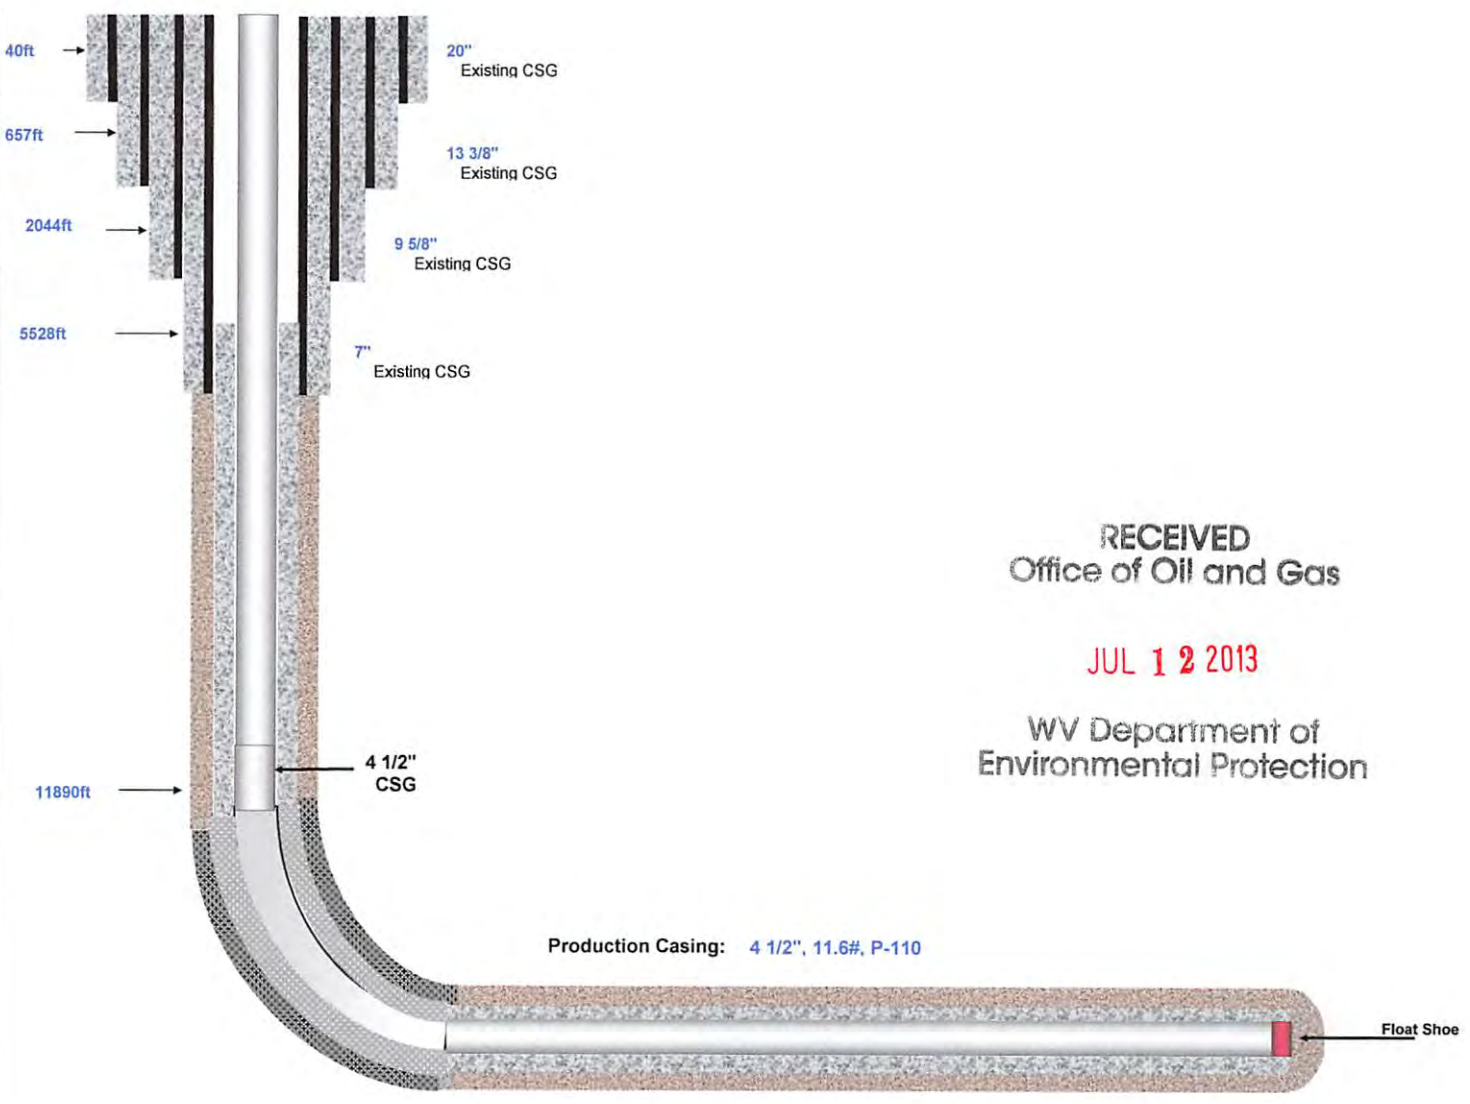 40ft
20"
Existing CSG
657ft
13 3/8"
Existing CSG
2044ft
9 5/8"
Existing CSG
5528ft
7"
Existing CSG
RECEIVED
Office of Oil and Gas
JUL 12 2013
WV Department of
Environmental Protection
4 1/2"
CSG
11890ft
Production Casing: 4 1/2", 11.6#, P-110
Float Shoe